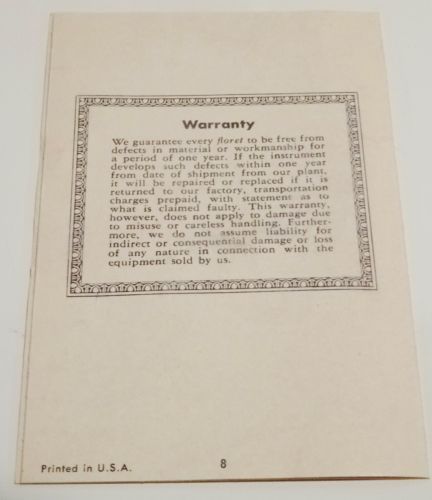 Warranty
We guarantee every floret to be free from
defects in material or workmanship for
a period of one year. If the instrument
develops such defects within one year
from date of shipment from our plant,
it will be repaired or replaced if it is
returned to our factory, transportation
charges prepaid, with statement as to
what is claimed faulty. This warranty,
however, does not apply to damage due
to misuse or careless handling. Further-
more, we do not assume liability for
indirect or consequential damage or loss
of any nature in connection with the
equipment sold by us.
Printed in U.S.A.
8